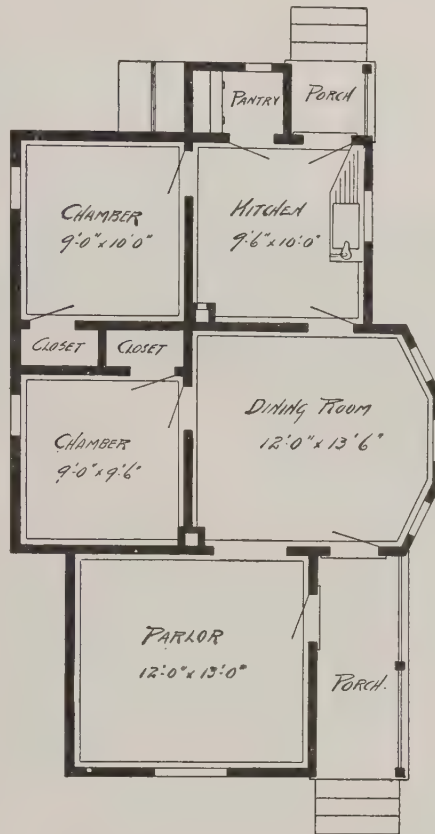 PANTRY
PORCH
CHAMBER
9'-0" x 10'-0"
KITCHEN
9'-6" x 10'-0"
CLOSET
CLOSET
DINING ROOM
12'-0" x 13'-6"
CHAMBER
9'-0" x 9'-6"
PARLOR
12'-0" x 13'-0"
PORCH.